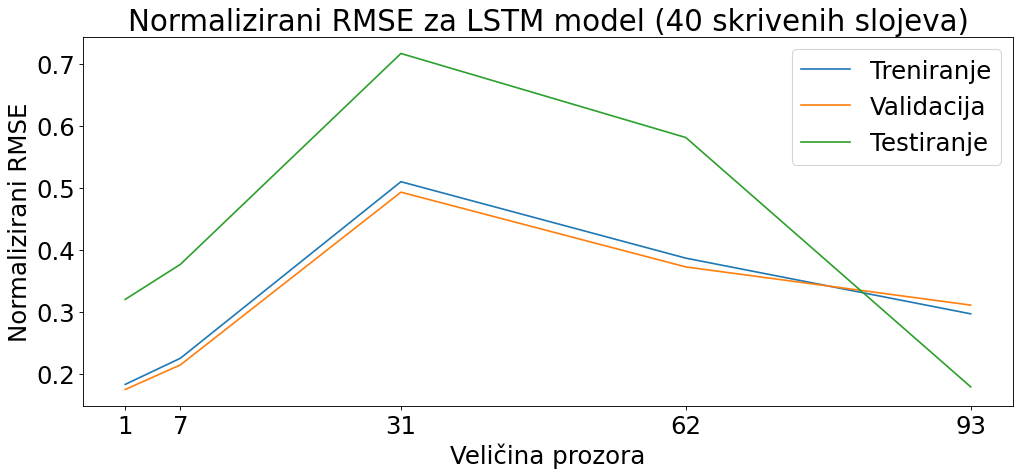 Normalizirani RMSE za LSTM model (40 skrivenih slojeva)
Normalizirani RMSE
0.7
0.6
0.5
0.4
0.3
0.2
Treniranje
Validacija
Testiranje
1 7 31 62 93
Veličina prozora